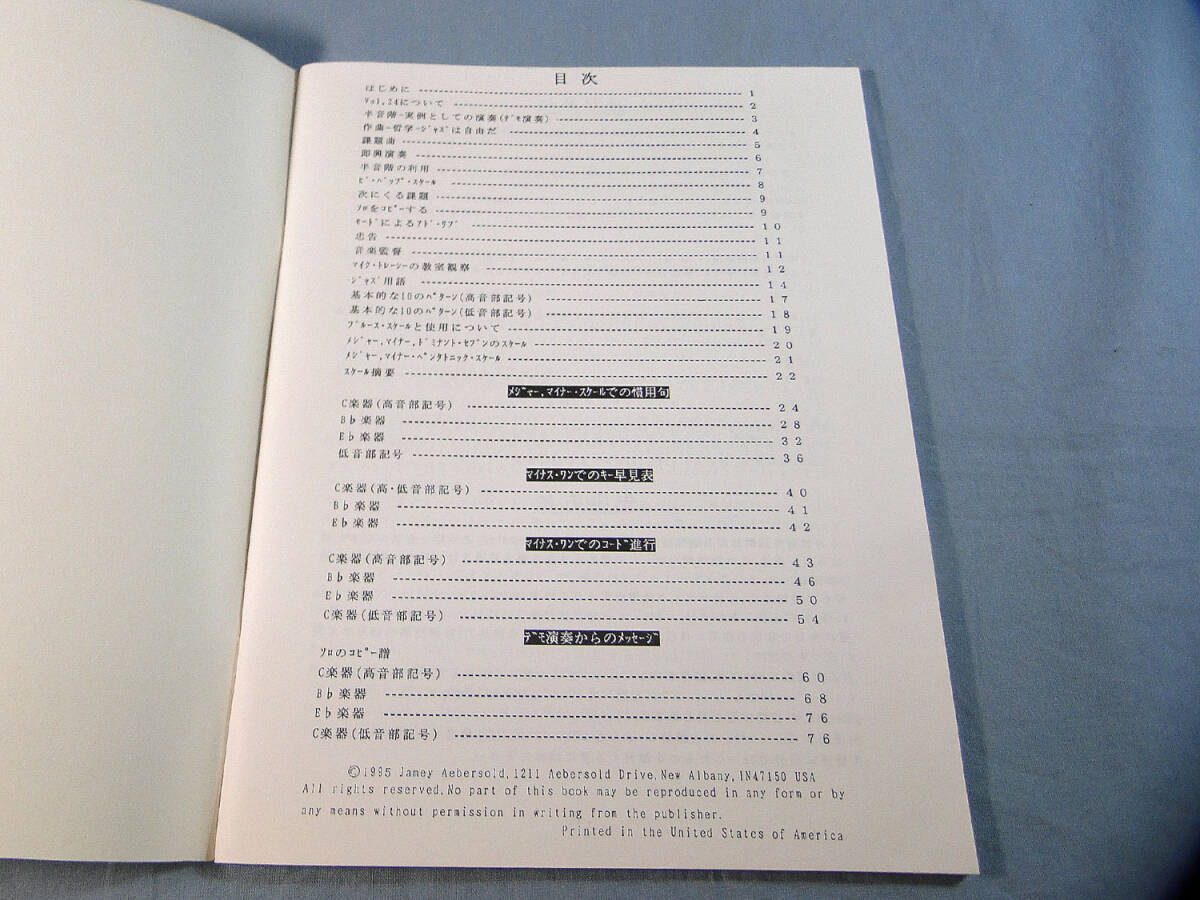 目次
はじめに 1
Vol,24について 2
半音階-実例としての演奏(ﾃﾞﾓ演奏) 3
作曲-哲学-ｼﾞｬｽﾞは自由だ 4
課題曲 5
即興演奏 6
半音階の利用 7
ﾋﾞ･ﾊﾞｯﾌﾟ･ｽｹｰﾙ 8
次にくる課題 9
ｿﾛをｺﾋﾟｰする 9
ﾓｰﾄﾞによるｱﾄﾞ･ﾘﾌﾞ 10
忠告 11
音楽監督 11
ﾏｲｸ･ﾄﾚｰｼｰの教室観察 12
ｼﾞｬｽﾞ用語 14
基本的な10のﾊﾟﾀｰﾝ(高音部記号) 17
基本的な10のﾊﾟﾀｰﾝ(低音部記号) 18
ﾌﾞﾙｰｽ･ｽｹｰﾙと使用について 19
ﾒｼﾞｬｰ,ﾏｲﾅｰ,ﾄﾞﾐﾅﾝﾄ･ｾﾌﾞﾝのｽｹｰﾙ 20
ﾒｼﾞｬｰ,ﾏｲﾅｰ･ﾍﾟﾝﾀﾄﾆｯｸ･ｽｹｰﾙ 21
ｽｹｰﾙ摘要 22
ﾒｼﾞｬｰ,ﾏｲﾅｰ･ｽｹｰﾙでの慣用句
C楽器(高音部記号) 24
B♭楽器 28
E♭楽器 32
低音部記号 36
ﾏｲﾅｽ･ﾜﾝでのｷｰ早見表
C楽器(高･低音部記号) 40
B♭楽器 41
E♭楽器 42
ﾏｲﾅｽ･ﾜﾝでのｺｰﾄﾞ進行
C楽器(高音部記号) 43
B♭楽器 46
E♭楽器 50
C楽器(低音部記号) 54
ﾃﾞﾓ演奏からのﾒｯｾｰｼﾞ
ｿﾛのｺﾋﾟｰ譜
C楽器(高音部記号) 60
B♭楽器 68
E♭楽器 76
C楽器(低音部記号) 76
©1995 Jamey Aebersold,1211 Aebersold Drive,New Albany,IN47150 USA
All rights reserved.No part of this book may be reproduced in any form or by
any means without permission in writing from the publisher.
Printed in the United States of America